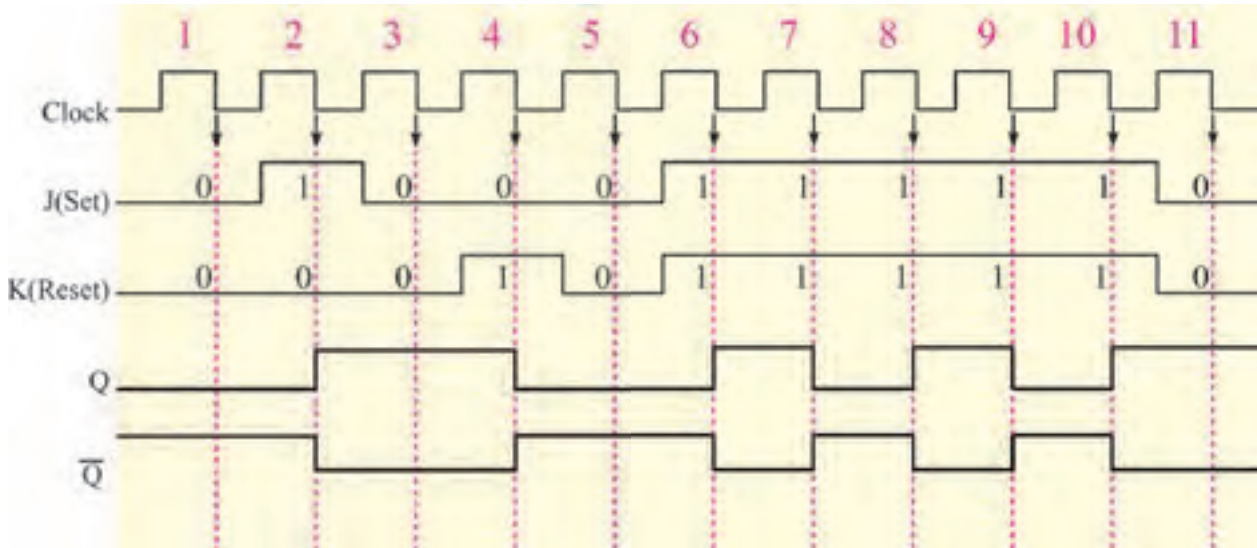 1 2 3 4 5 6 7 8 9 10 11
Clock
J(Set) 0 1 0 0 0 1 1 1 1 1 0
K(Reset) 0 0 0 1 0 1 1 1 1 1 0
Q
Q̅